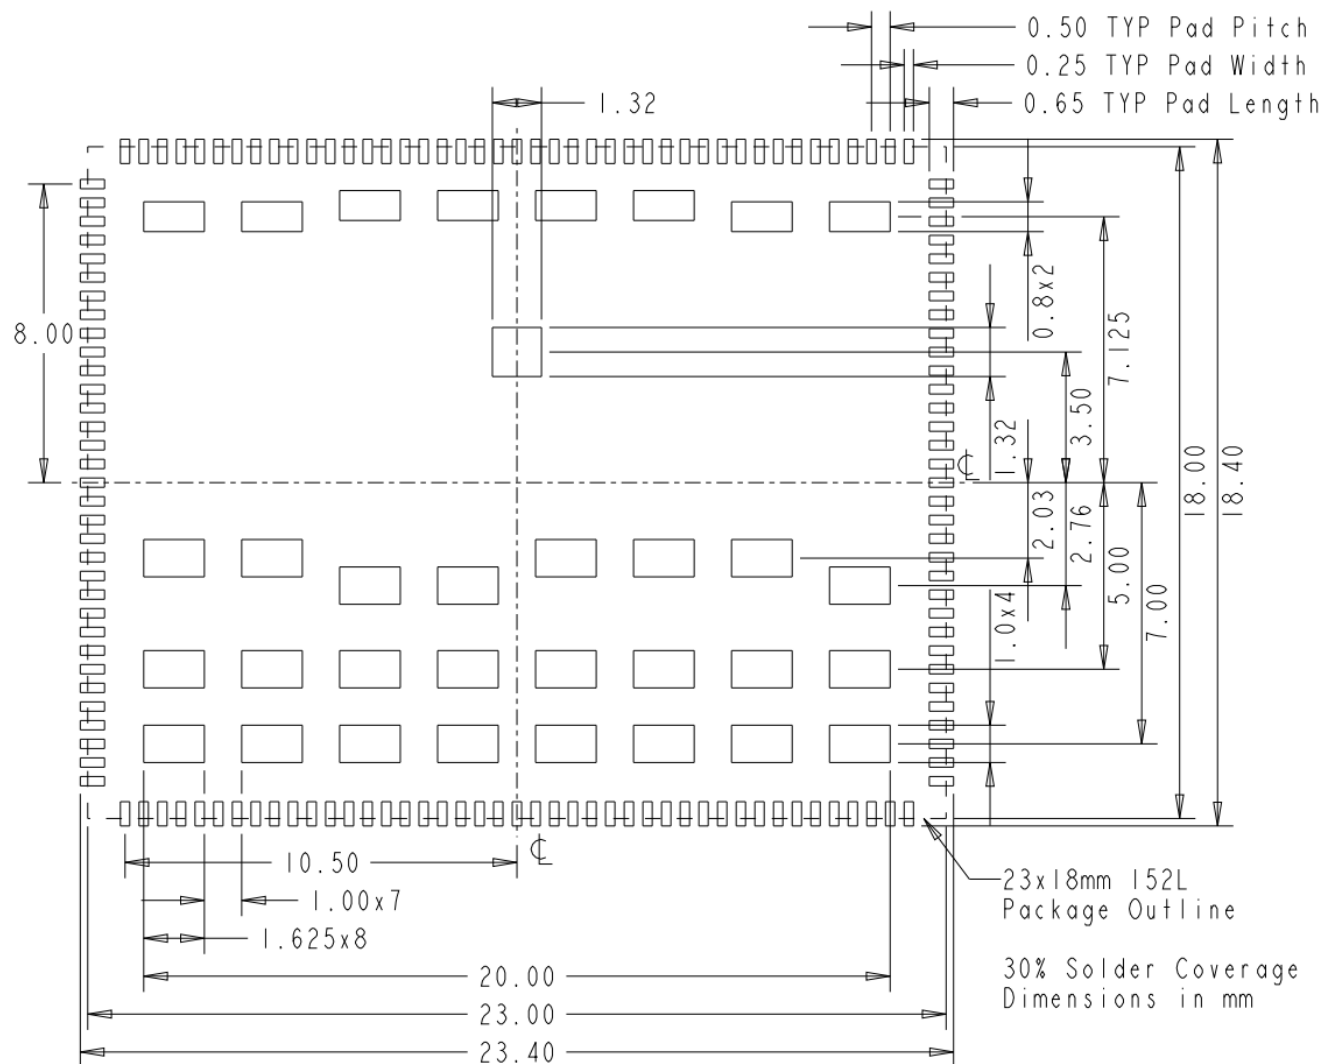 0.50 TYP Pad Pitch
0.25 TYP Pad Width
0.65 TYP Pad Length
1.32
8.00
0.8x2
7.125
3.50
1.32
18.00
18.40
2.03
2.76
5.00
7.00
1.0x4
10.50
1.00x7
1.625x8
20.00
23.00
23.40
23x18mm 152L
Package Outline
30% Solder Coverage
Dimensions in mm